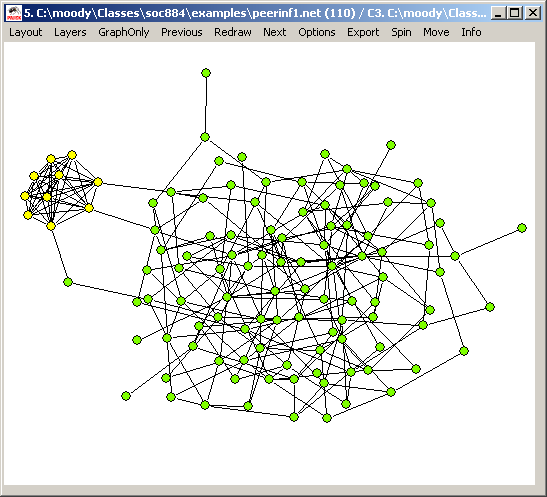 5. C:\moody\Classes\soc884\examples\peerinf1.net (110) / C3. C:\moody\Class...
Layout Layers GraphOnly Previous Redraw Next Options Export Spin Move Info